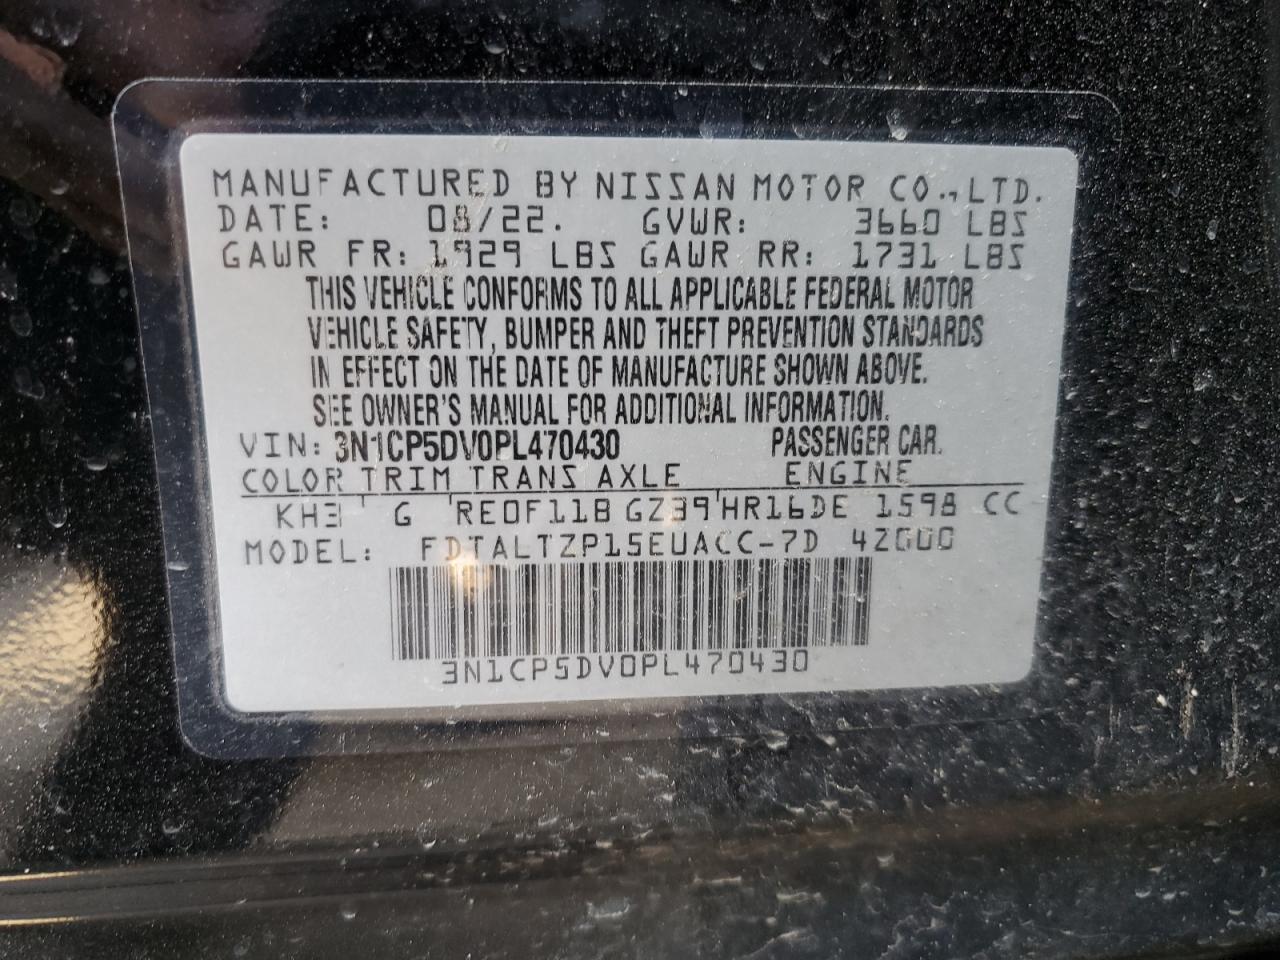 MANUFACTURED BY NISSAN MOTOR CO., LTD.
DATE: 08/22. GVWR: 3660 LBS
GAWR FR: 1929 LBS GAWR RR: 1731 LBS
THIS VEHICLE CONFORMS TO ALL APPLICABLE FEDERAL MOTOR
VEHICLE SAFETY, BUMPER AND THEFT PREVENTION STANDARDS
IN EFFECT ON THE DATE OF MANUFACTURE SHOWN ABOVE.
SEE OWNER'S MANUAL FOR ADDITIONAL INFORMATION.
VIN: 3N1CP5DV0PL470430 PASSENGER CAR.
COLOR TRIM TRANS AXLE ENGINE
KH3 G RE0F11B GZ39 HR16DE 1598 CC
MODEL: FDTALTZP15EUACC-7D 42000
3N1CP5DV0PL470430